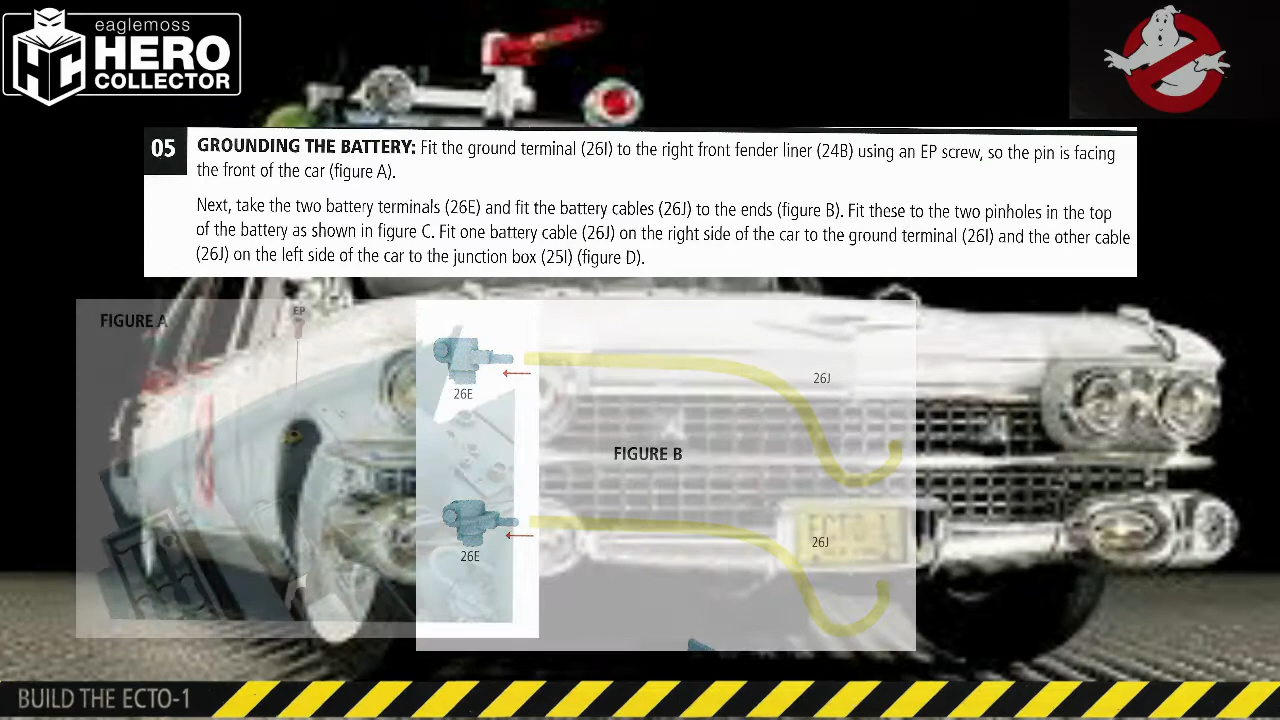 eaglemoss
HERO
COLLECTOR
05
GROUNDING THE BATTERY: Fit the ground terminal (26I) to the right front fender liner (24B) using an EP screw, so the pin is facing
the front of the car (figure A).
Next, take the two battery terminals (26E) and fit the battery cables (26J) to the ends (figure B). Fit these to the two pinholes in the top
of the battery as shown in figure C. Fit one battery cable (26J) on the right side of the car to the ground terminal (26I) and the other cable
(26J) on the left side of the car to the junction box (25I) (figure D).
FIGURE A
EP
26E
26J
FIGURE B
ECTO-1
26E
26J
BUILD THE ECTO-1